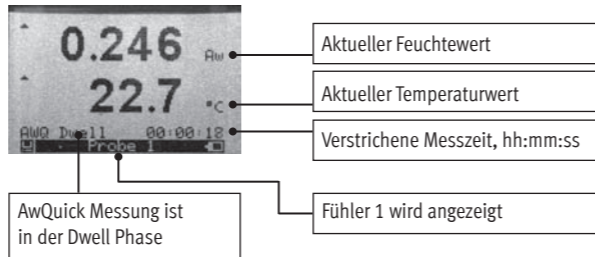 0.246 Aw
22.7 °C
AWQ Dwell 00:00:18
Probe 1
Aktueller Feuchtewert
Aktueller Temperaturwert
Verstrichene Messzeit, hh:mm:ss
AwQuick Messung ist
in der Dwell Phase
Fühler 1 wird angezeigt